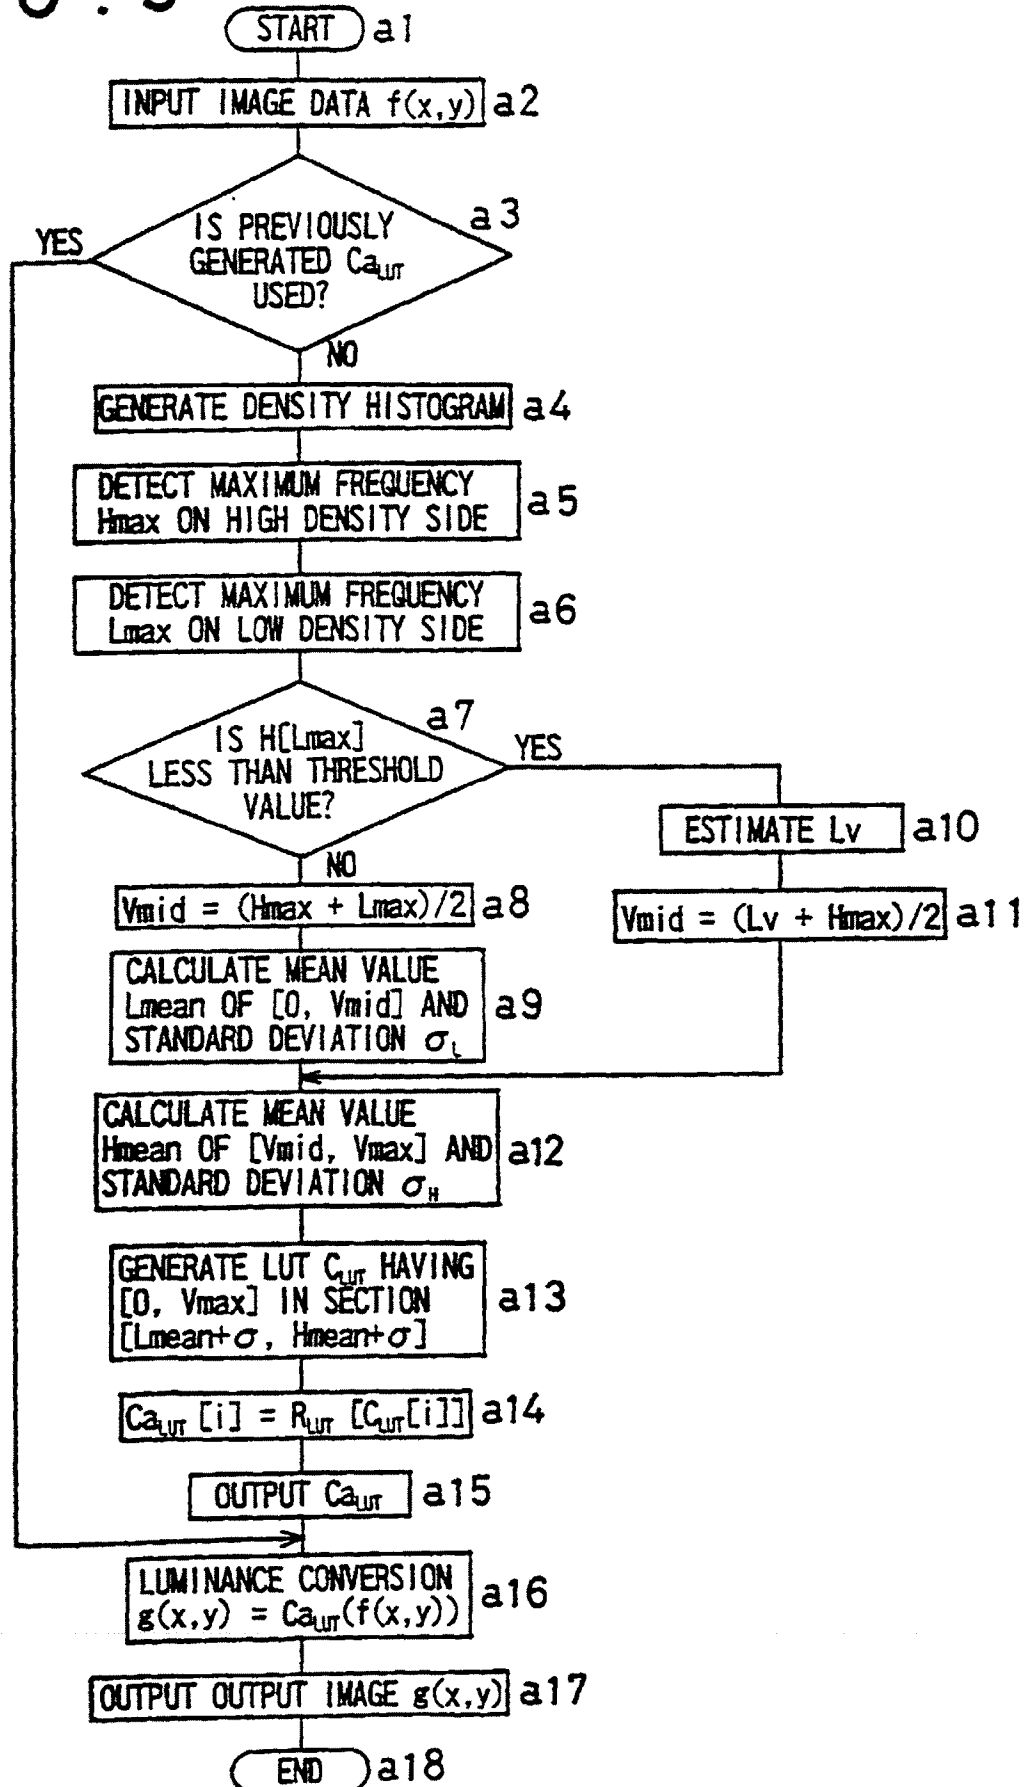 START a1
INPUT IMAGE DATA f(x,y) a2
a3
IS PREVIOUSLY
YES
GENERATED Ca_LUT
USED?
NO
GENERATE DENSITY HISTOGRAM a4
DETECT MAXIMUM FREQUENCY
Hmax ON HIGH DENSITY SIDE a5
DETECT MAXIMUM FREQUENCY
Lmax ON LOW DENSITY SIDE a6
a7
IS H[Lmax]
LESS THAN THRESHOLD
VALUE?
YES
NO
ESTIMATE Lv a10
Vmid = (Hmax + Lmax)/2 a8
Vmid = (Lv + Hmax)/2 a11
CALCULATE MEAN VALUE
Lmean OF [0, Vmid] AND a9
STANDARD DEVIATION σ_L
CALCULATE MEAN VALUE
Hmean OF [Vmid, Vmax] AND a12
STANDARD DEVIATION σ_H
GENERATE LUT C_LUT HAVING
[0, Vmax] IN SECTION a13
[Lmean+σ, Hmean+σ]
Ca_LUT [i] = R_LUT [C_LUT[i]] a14
OUTPUT Ca_LUT a15
LUMINANCE CONVERSION a16
g(x,y) = Ca_LUT(f(x,y))
OUTPUT OUTPUT IMAGE g(x,y) a17
END a18